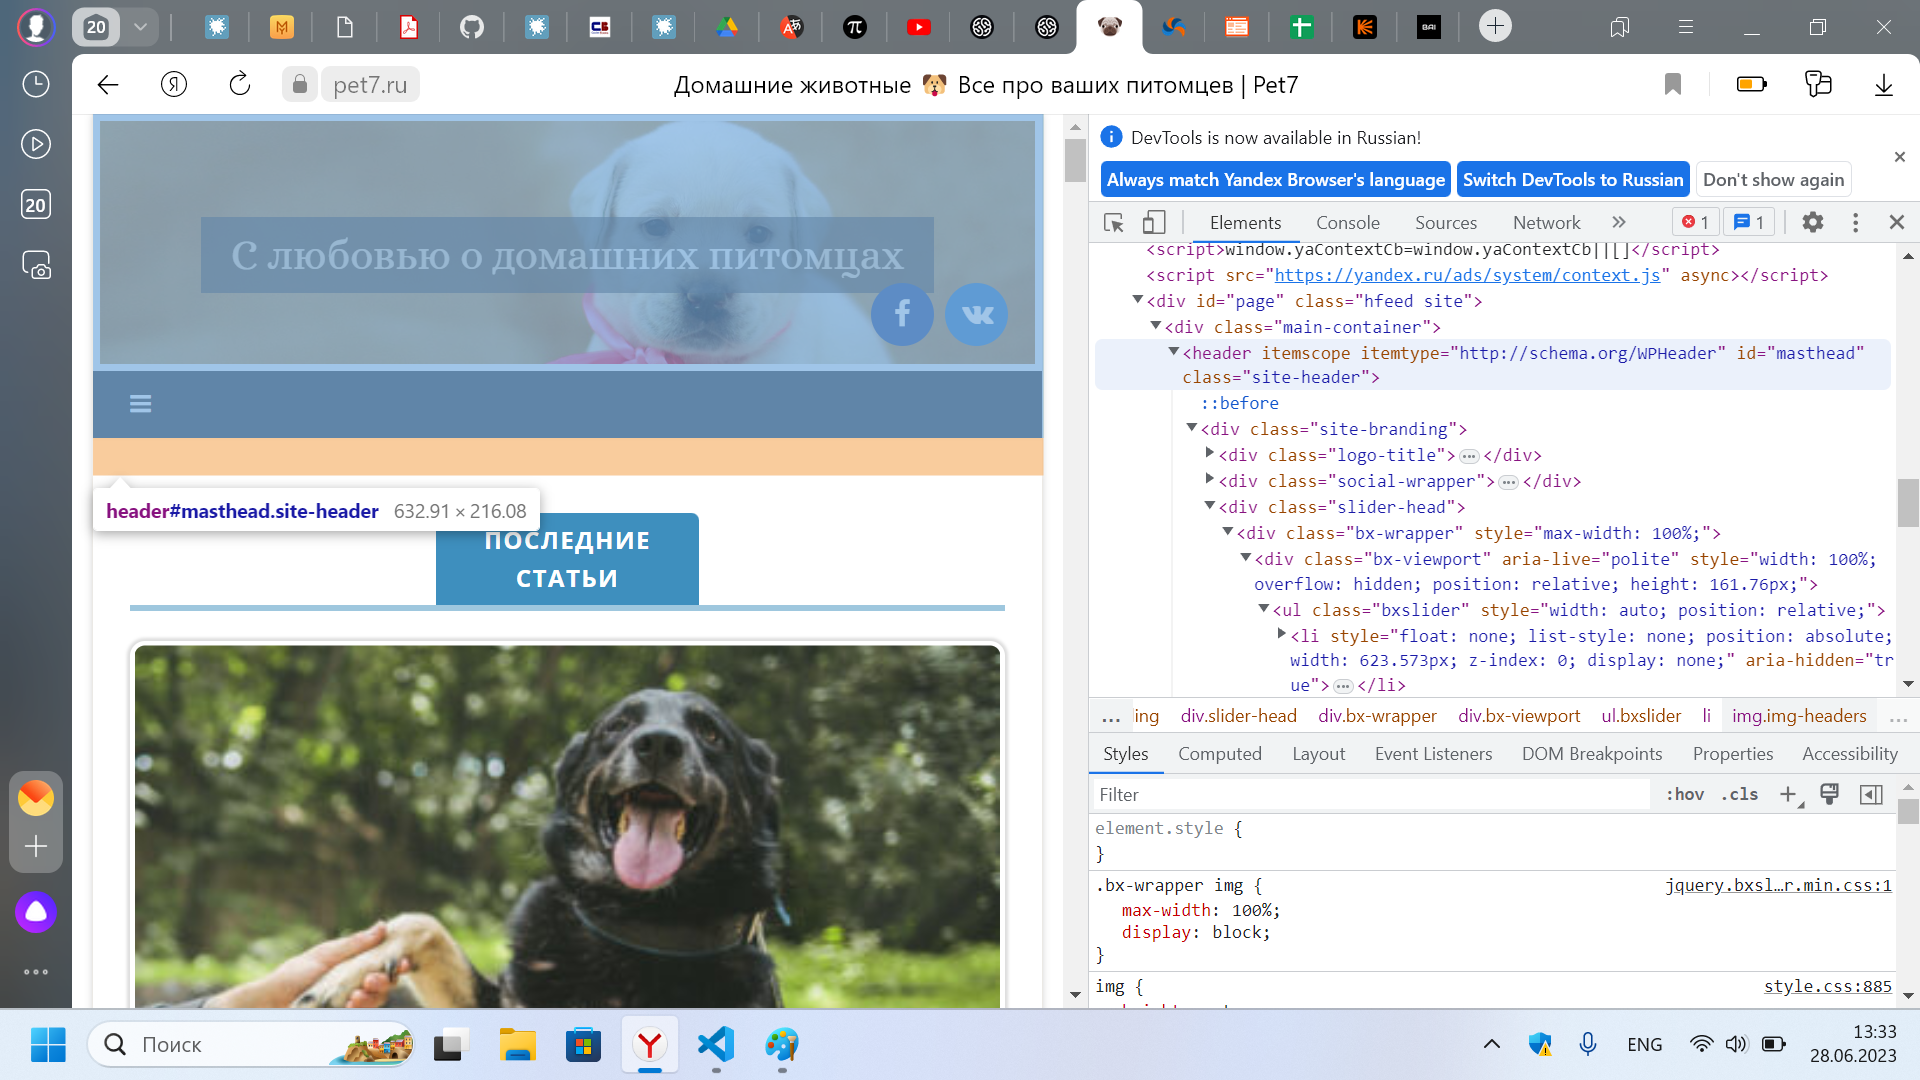 20
pet7.ru
Домашние животные 🐶 Все про ваших питомцев | Pet7
20
С любовью о домашних питомцах
header#masthead.site-header 632.91 × 216.08
ПОСЛЕДНИЕ
СТАТЬИ
DevTools is now available in Russian!
Always match Yandex Browser's language
Switch DevTools to Russian
Don't show again
Elements Console Sources Network 1 1
<script>window.yaContextCb=window.yaContextCb||[]</script>
<script src="https://yandex.ru/ads/system/context.js" async></script>
<div id="page" class="hfeed site">
<div class="main-container">
<header itemscope itemtype="http://schema.org/WPHeader" id="masthead"
class="site-header">
::before
<div class="site-branding">
<div class="logo-title">…</div>
<div class="social-wrapper">…</div>
<div class="slider-head">
<div class="bx-wrapper" style="max-width: 100%;">
<div class="bx-viewport" aria-live="polite" style="width: 100%;
overflow: hidden; position: relative; height: 161.76px;">
<ul class="bxslider" style="width: auto; position: relative;">
<li style="float: none; list-style: none; position: absolute;
width: 623.573px; z-index: 0; display: none;" aria-hidden="tr
ue">…</li>
… ing div.slider-head div.bx-wrapper div.bx-viewport ul.bxslider li img.img-headers …
Styles Computed Layout Event Listeners DOM Breakpoints Properties Accessibility
Filter :hov .cls
element.style {
}
.bx-wrapper img { jquery.bxsl…r.min.css:1
max-width: 100%;
display: block;
}
img { style.css:885
Поиск
ENG
13:33
28.06.2023